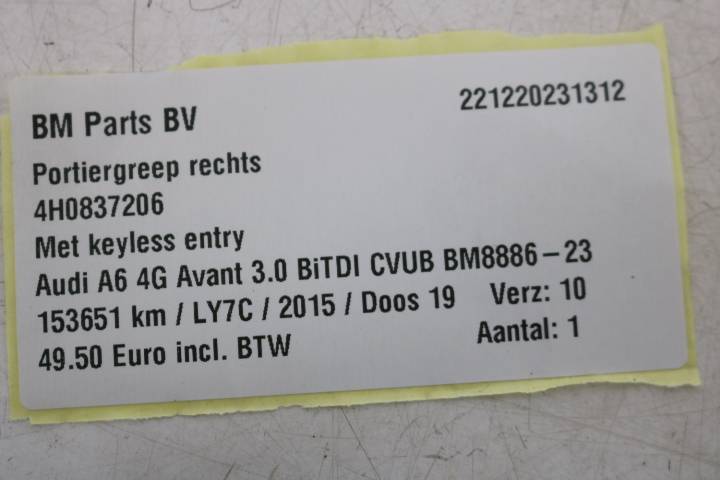 BM Parts BV 221220231312
Portiergreep rechts
4H0837206
Met keyless entry
Audi A6 4G Avant 3.0 BiTDI CVUB BM8886-23
153651 km / LY7C / 2015 / Doos 19 Verz: 10
49.50 Euro incl. BTW Aantal: 1